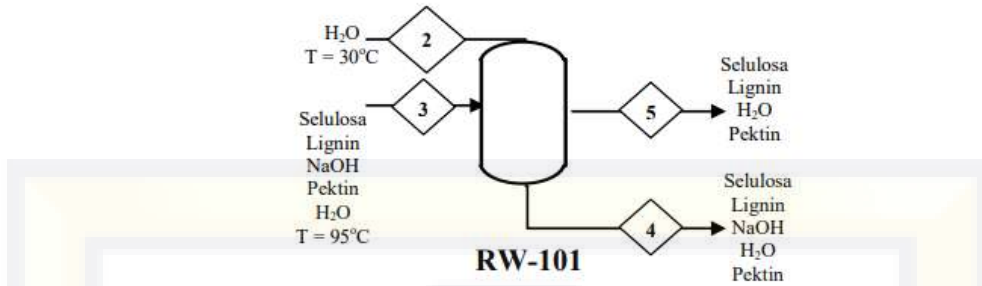 H₂O
T = 30°C
2
3
Selulosa
Lignin
NaOH
Pektin
H₂O
T = 95°C
5
Selulosa
Lignin
H₂O
Pektin
4
Selulosa
Lignin
NaOH
H₂O
Pektin
RW-101